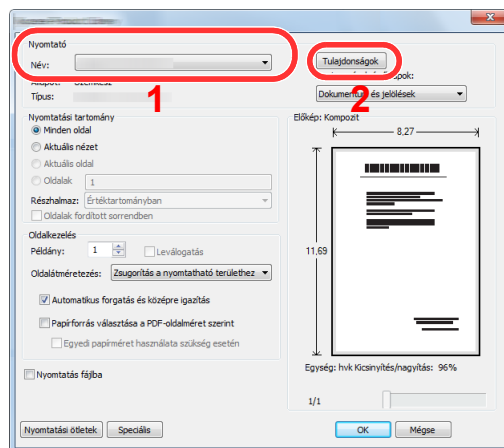 Nyomtató
Név:
Tulajdonságok
Típus:
1
2
Dokumentum és jelölések
Nyomtatási tartomány
Minden oldal
Aktuális nézet
Aktuális oldal
Oldalak
1
Részhalmaz: Értéktartományban
Oldalak fordított sorrendben
Oldalkezelés
Példány: 1 Leválogatás
Oldalátméretezés: Zsugorítás a nyomtatható területhez
Automatikus forgatás és középre igazítás
Papírforrás választása a PDF-oldalméret szerint
Egyedi papírméret használata szükség esetén
Nyomtatás fájlba
Előkép: Kompozit
8,27
11,69
Egység: hvk Kicsinyítés/nagyítás: 96%
1/1
Nyomtatási ötletek
Speciális
OK
Mégse